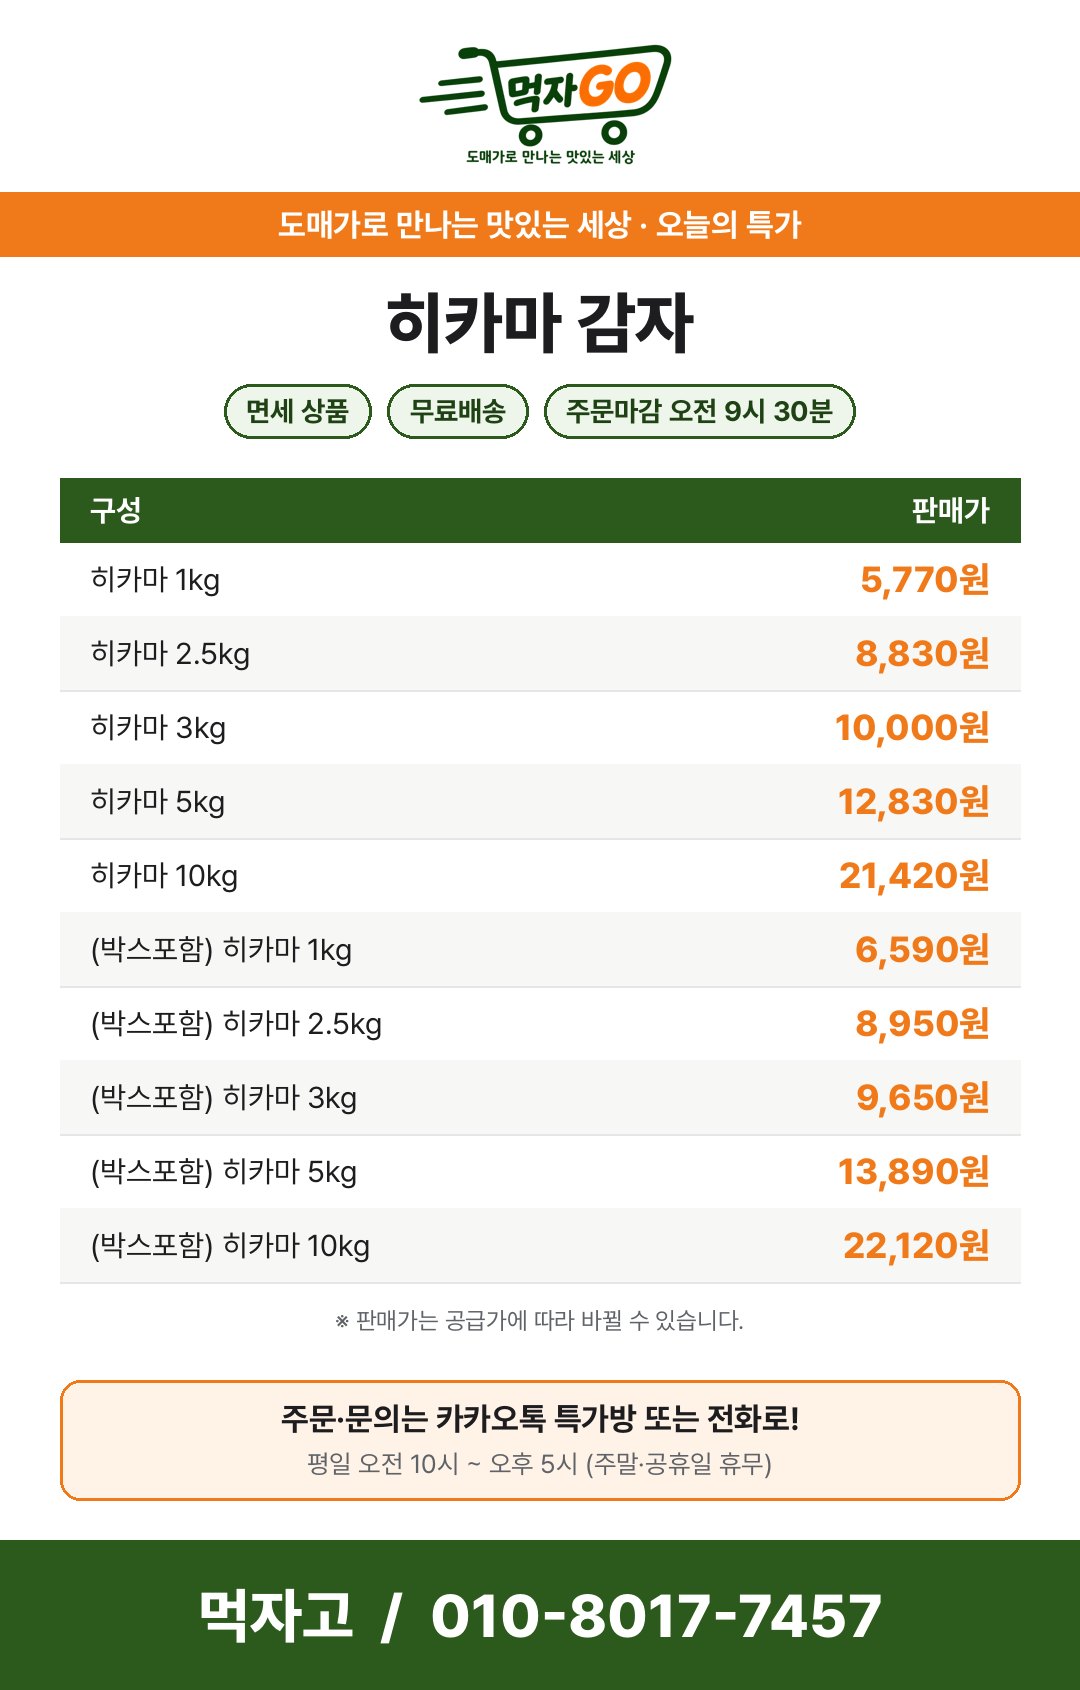 먹자GO
도매가로 만나는 맛있는 세상
도매가로 만나는 맛있는 세상 · 오늘의 특가
히카마 감자
면세 상품 무료배송 주문마감 오전 9시 30분
구성 판매가
히카마 1kg 5,770원
히카마 2.5kg 8,830원
히카마 3kg 10,000원
히카마 5kg 12,830원
히카마 10kg 21,420원
(박스포함) 히카마 1kg 6,590원
(박스포함) 히카마 2.5kg 8,950원
(박스포함) 히카마 3kg 9,650원
(박스포함) 히카마 5kg 13,890원
(박스포함) 히카마 10kg 22,120원
※ 판매가는 공급가에 따라 바뀔 수 있습니다.
주문·문의는 카카오톡 특가방 또는 전화로!
평일 오전 10시 ~ 오후 5시 (주말·공휴일 휴무)
먹자고 / 010-8017-7457